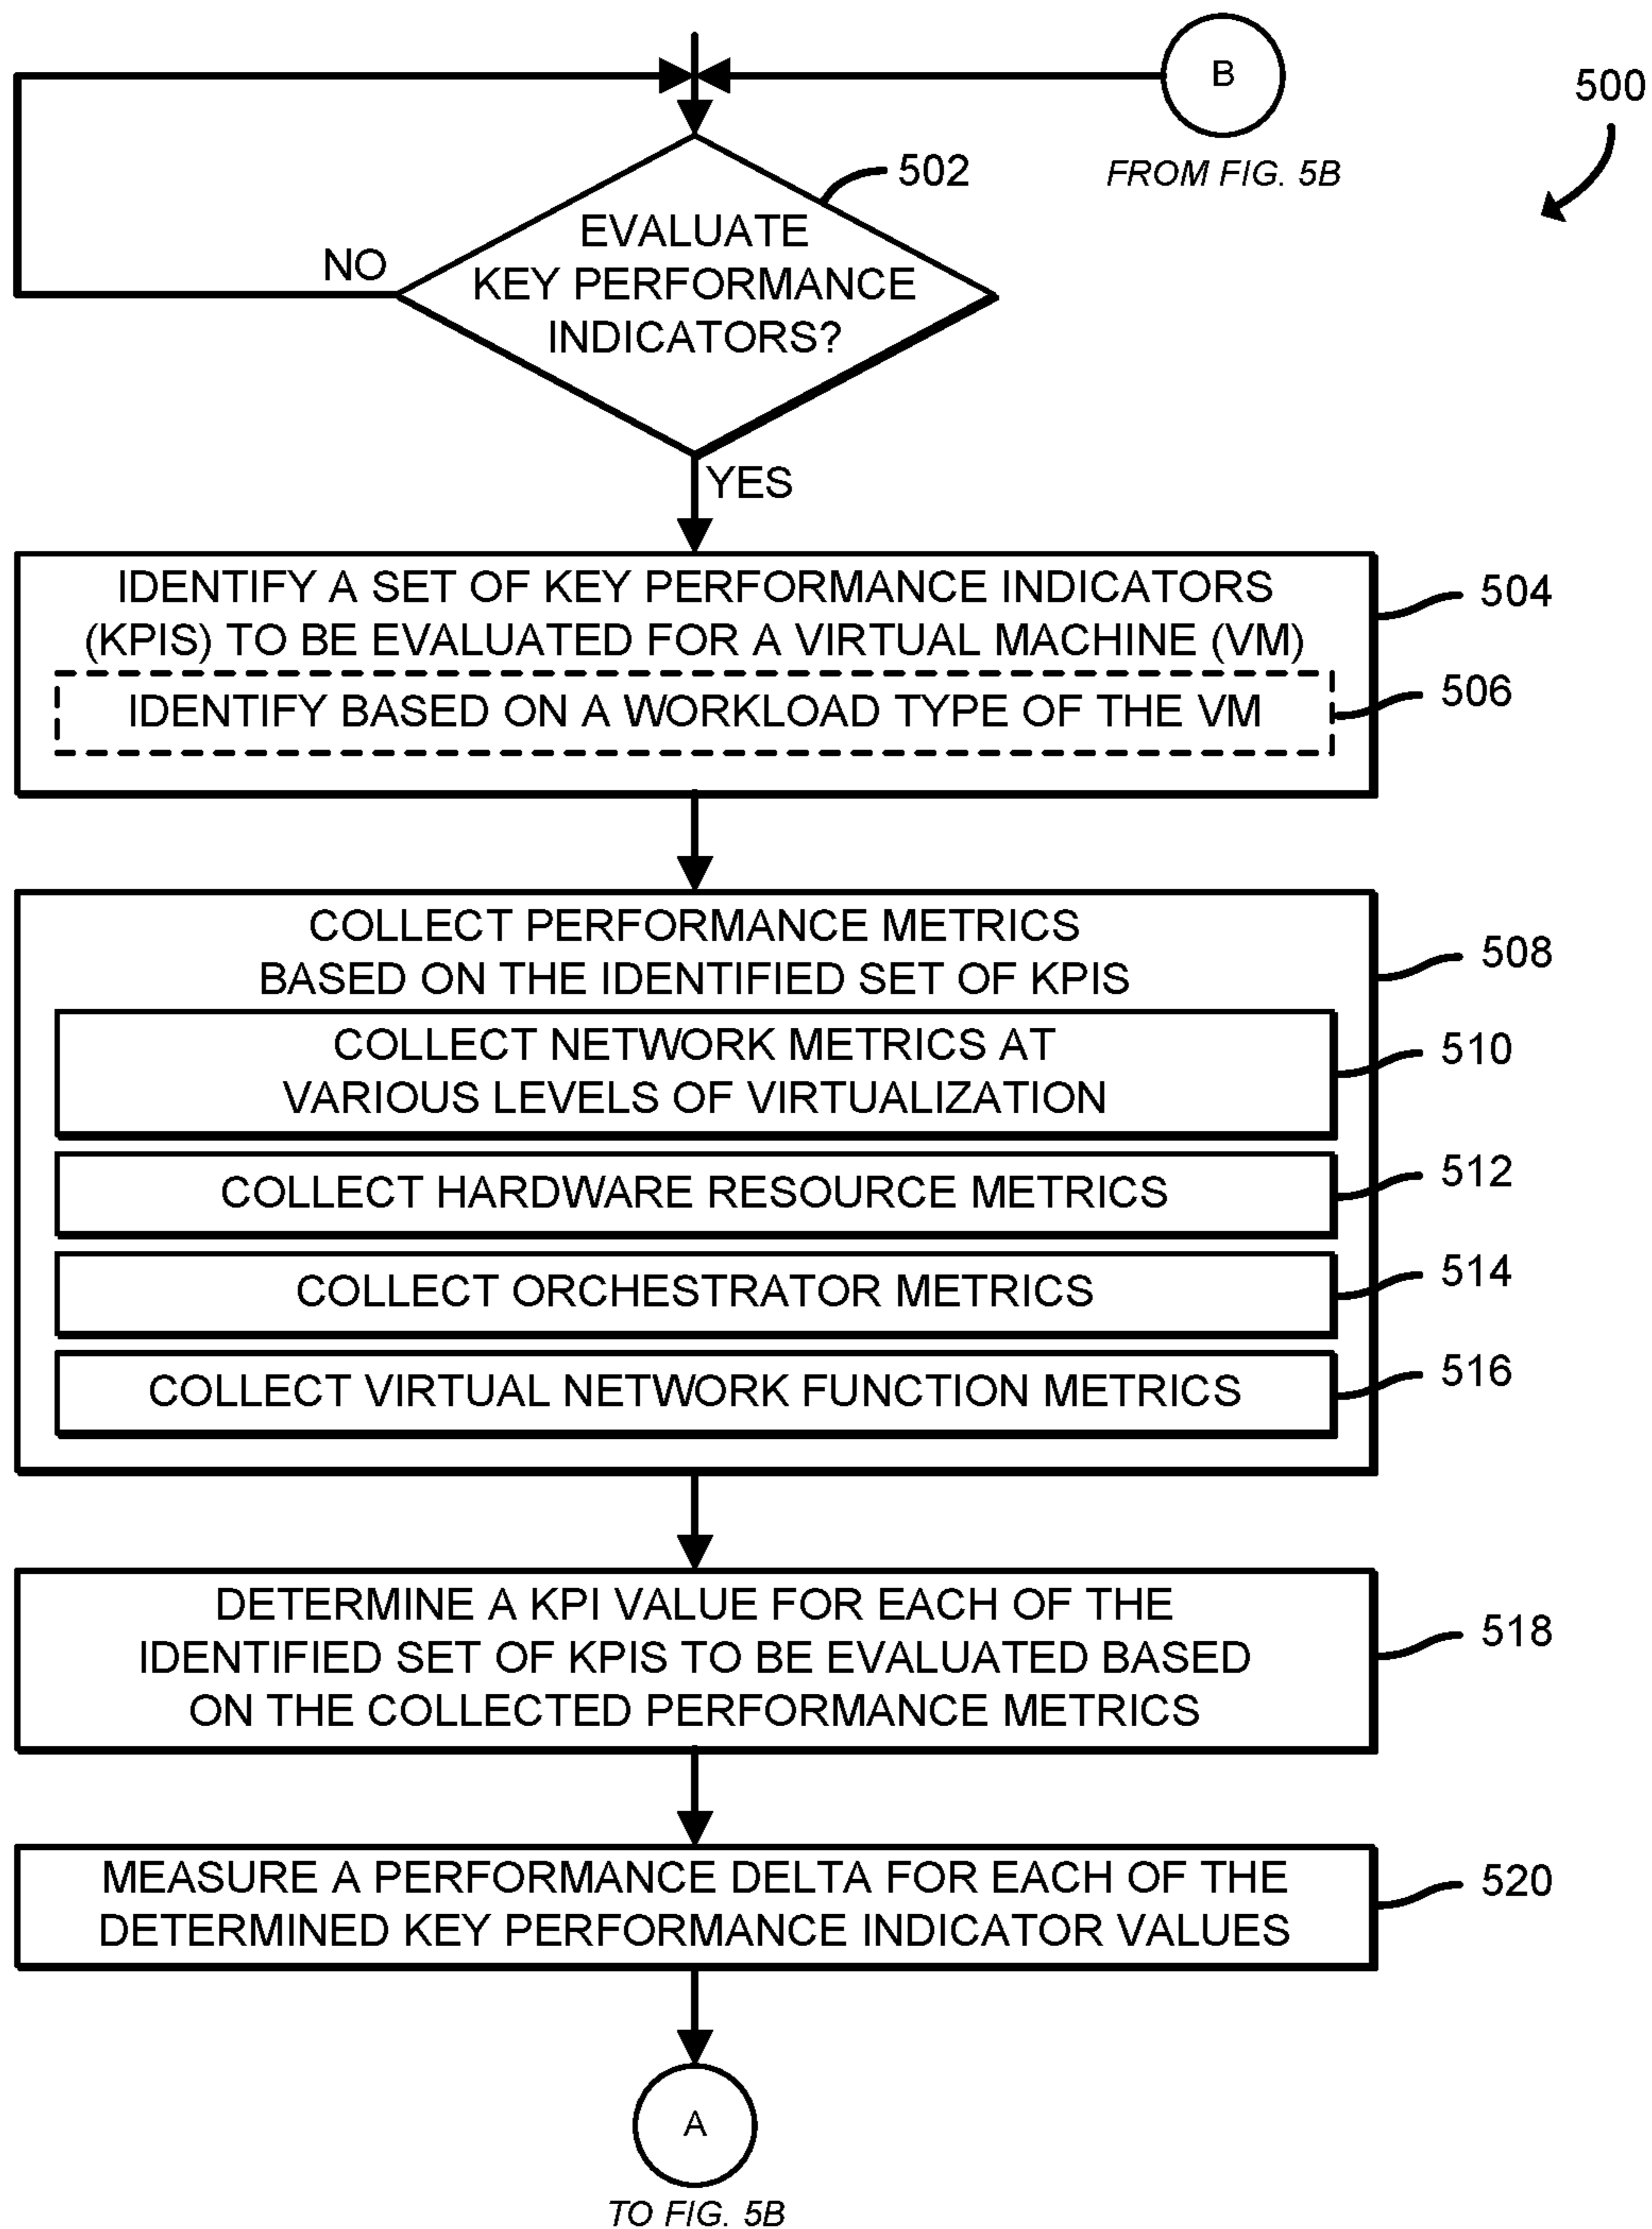 B
FROM FIG. 5B
500
502
EVALUATE
KEY PERFORMANCE
INDICATORS?
NO
YES
IDENTIFY A SET OF KEY PERFORMANCE INDICATORS
(KPIS) TO BE EVALUATED FOR A VIRTUAL MACHINE (VM)
504
IDENTIFY BASED ON A WORKLOAD TYPE OF THE VM
506
COLLECT PERFORMANCE METRICS
BASED ON THE IDENTIFIED SET OF KPIS
508
COLLECT NETWORK METRICS AT
VARIOUS LEVELS OF VIRTUALIZATION
510
COLLECT HARDWARE RESOURCE METRICS
512
COLLECT ORCHESTRATOR METRICS
514
COLLECT VIRTUAL NETWORK FUNCTION METRICS
516
DETERMINE A KPI VALUE FOR EACH OF THE
IDENTIFIED SET OF KPIS TO BE EVALUATED BASED
ON THE COLLECTED PERFORMANCE METRICS
518
MEASURE A PERFORMANCE DELTA FOR EACH OF THE
DETERMINED KEY PERFORMANCE INDICATOR VALUES
520
A
TO FIG. 5B